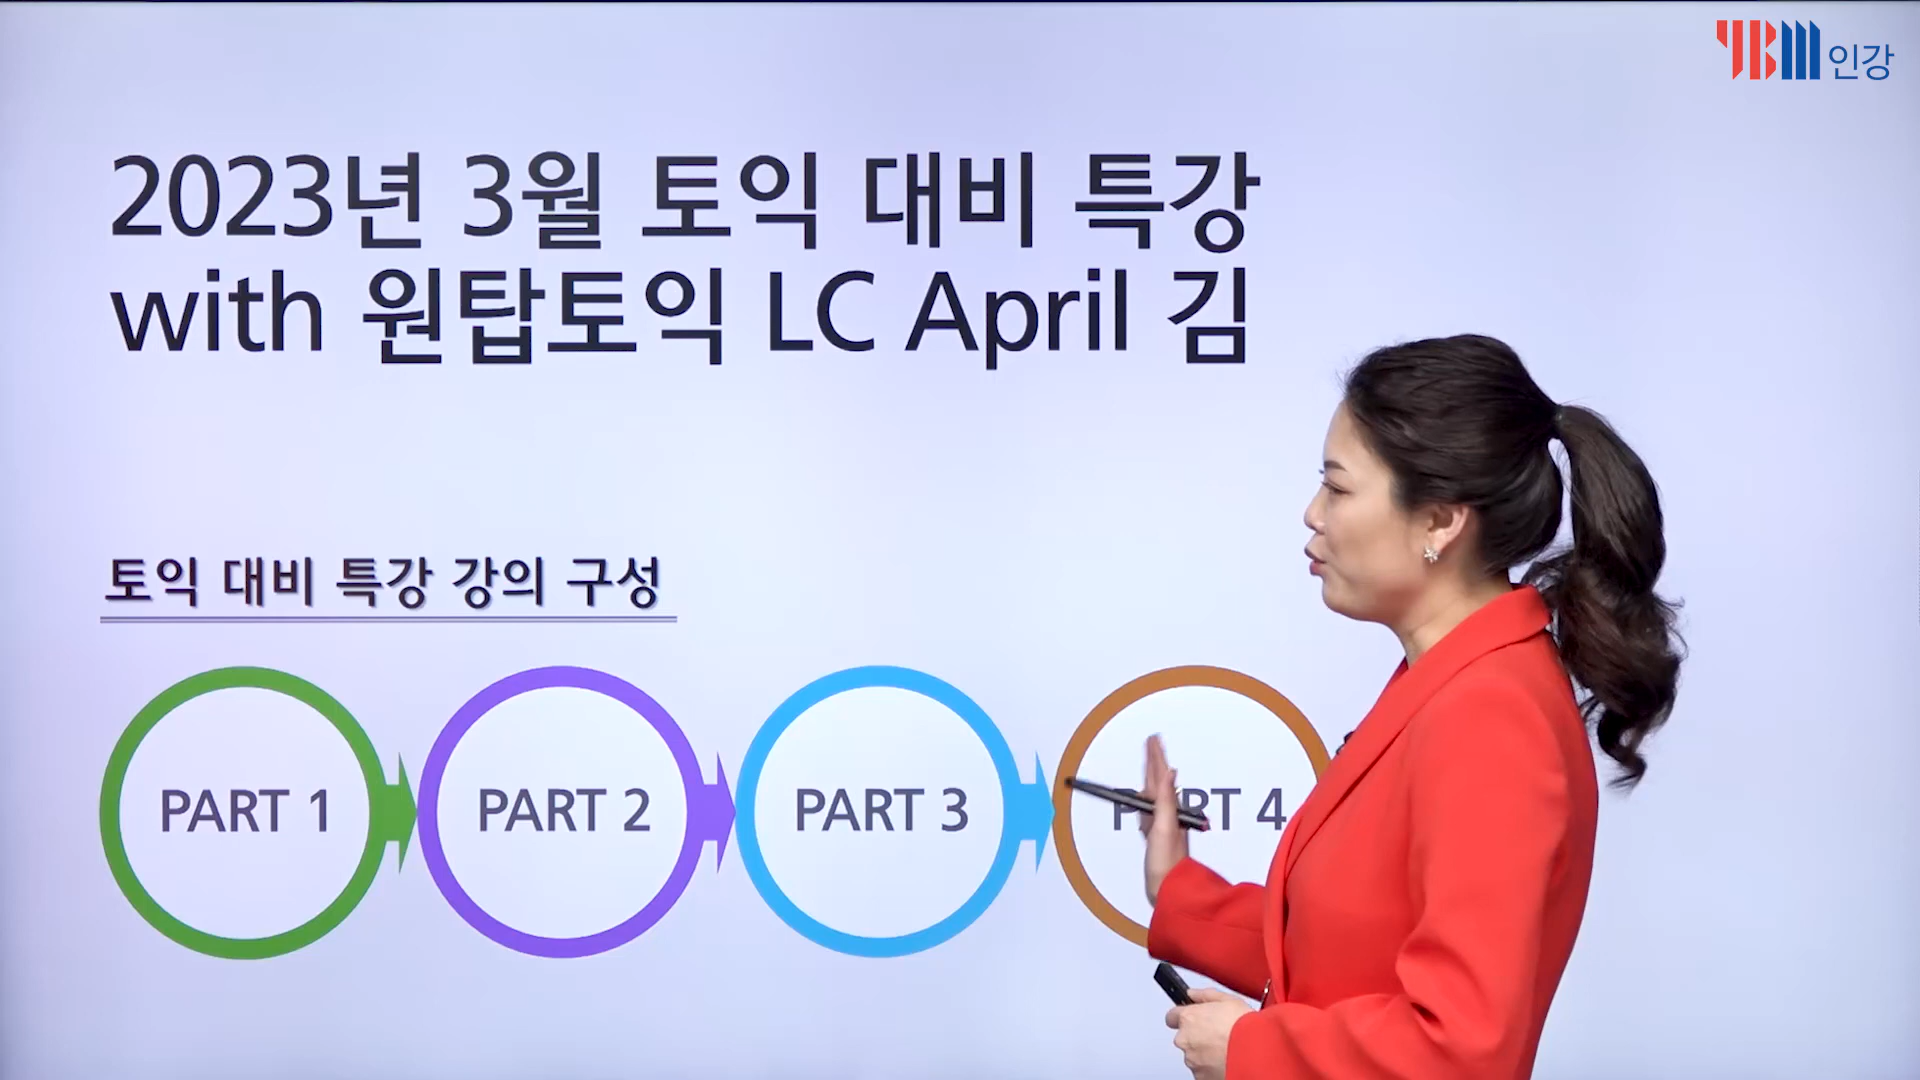 YBM 인강
2023년 3월 토익 대비 특강
with 원탑토익 LC April 김
토익 대비 특강 강의 구성
PART 1
PART 2
PART 3
PART 4